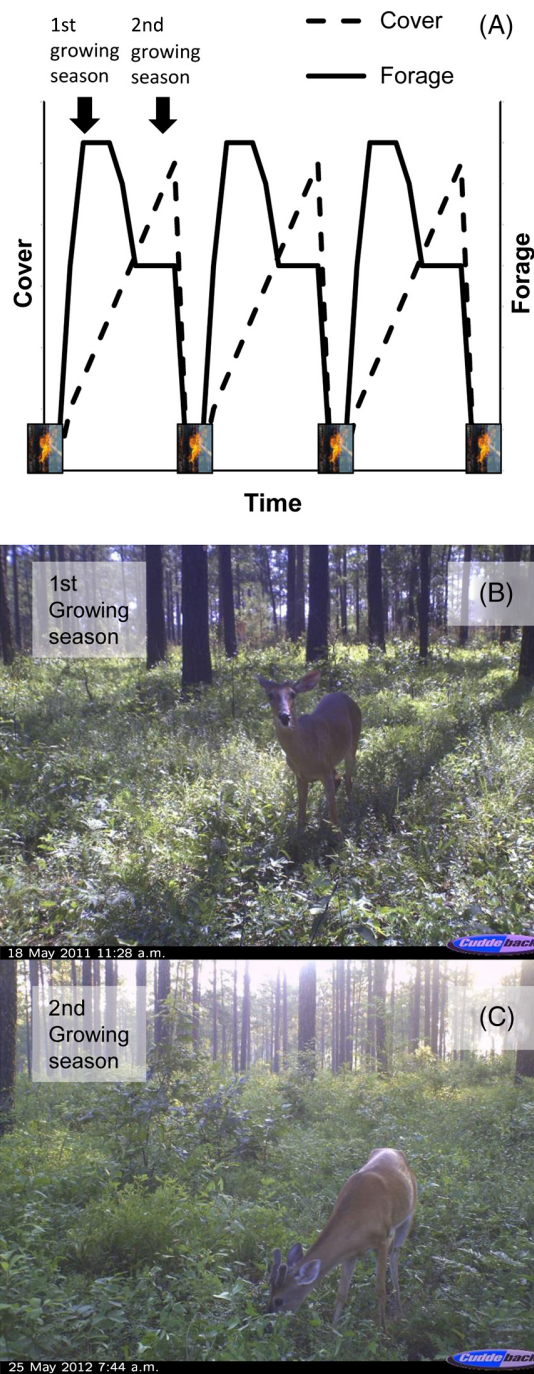 1st
growing
season
2nd
growing
season
Cover
Forage
(A)
Cover
Forage
Time
1st
Growing
season
(B)
18 May 2011 11:28 a.m.
Cuddeback
2nd
Growing
season
(C)
25 May 2012 7:44 a.m.
Cuddeback